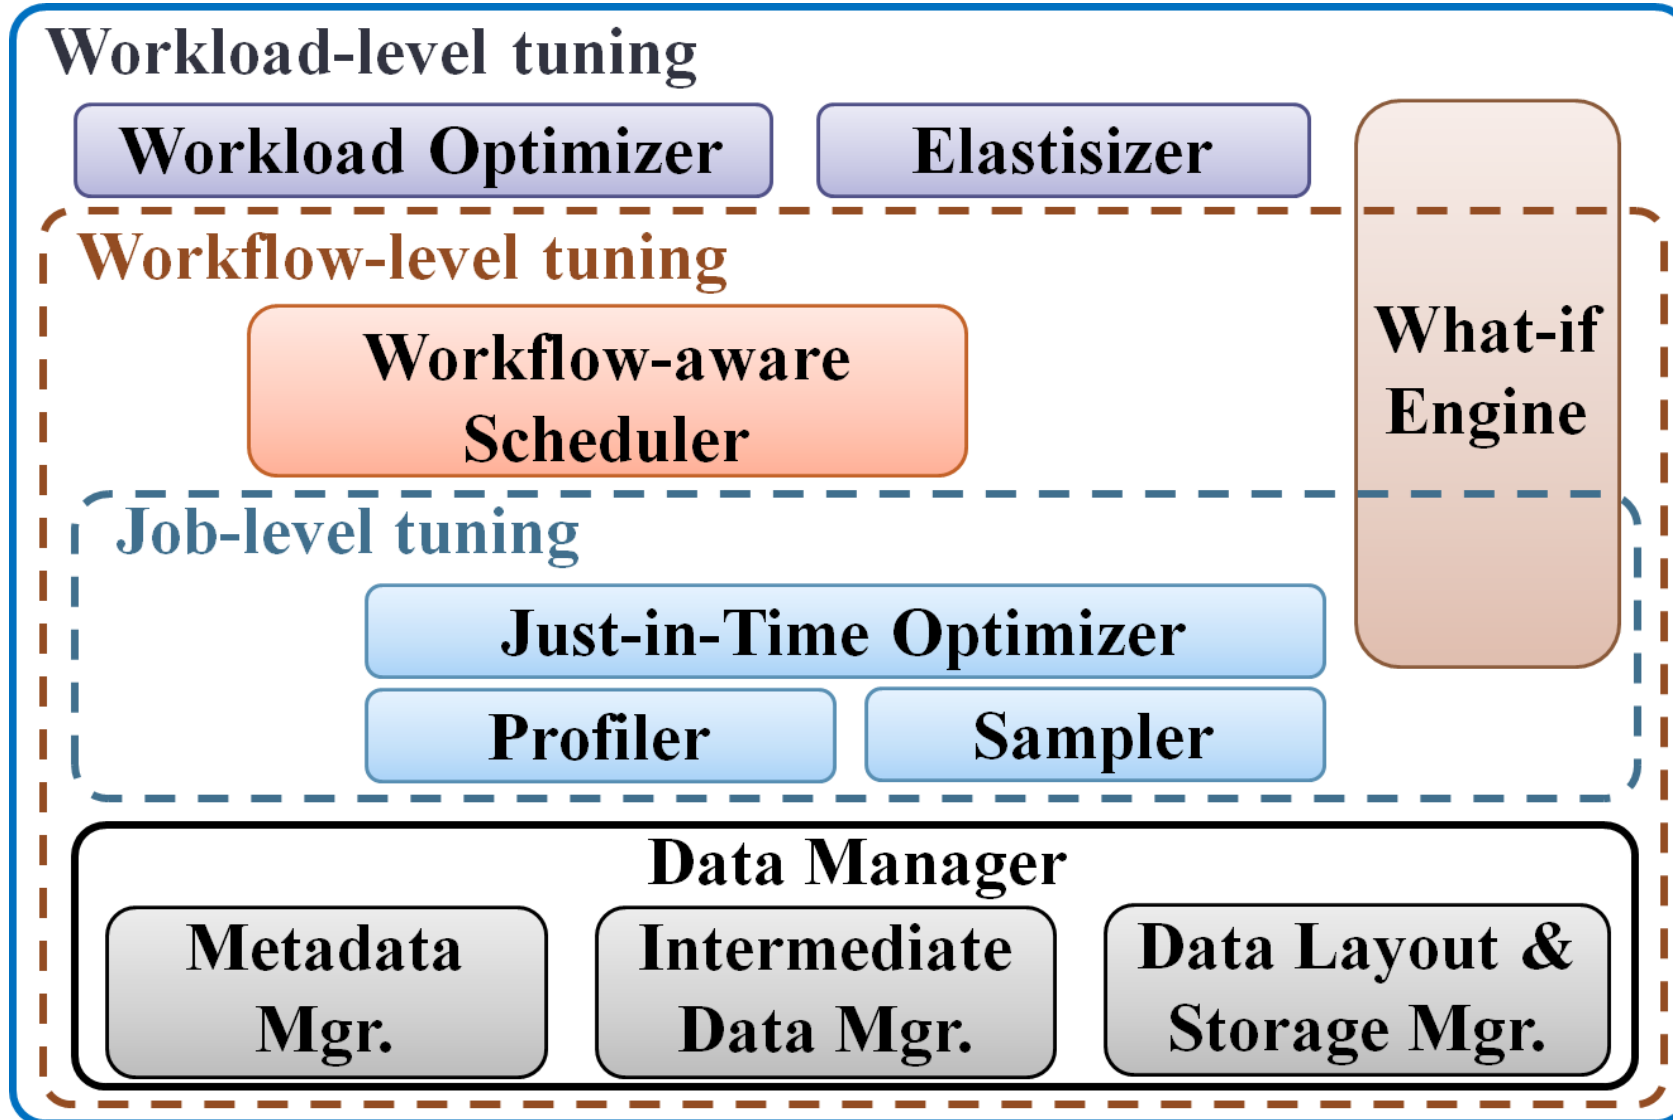 Workload-level tuning
Workload Optimizer
Elastisizer
Workflow-level tuning
What-if
Engine
Workflow-aware
Scheduler
Job-level tuning
Just-in-Time Optimizer
Profiler
Sampler
Data Manager
Metadata
Mgr.
Intermediate
Data Mgr.
Data Layout &
Storage Mgr.